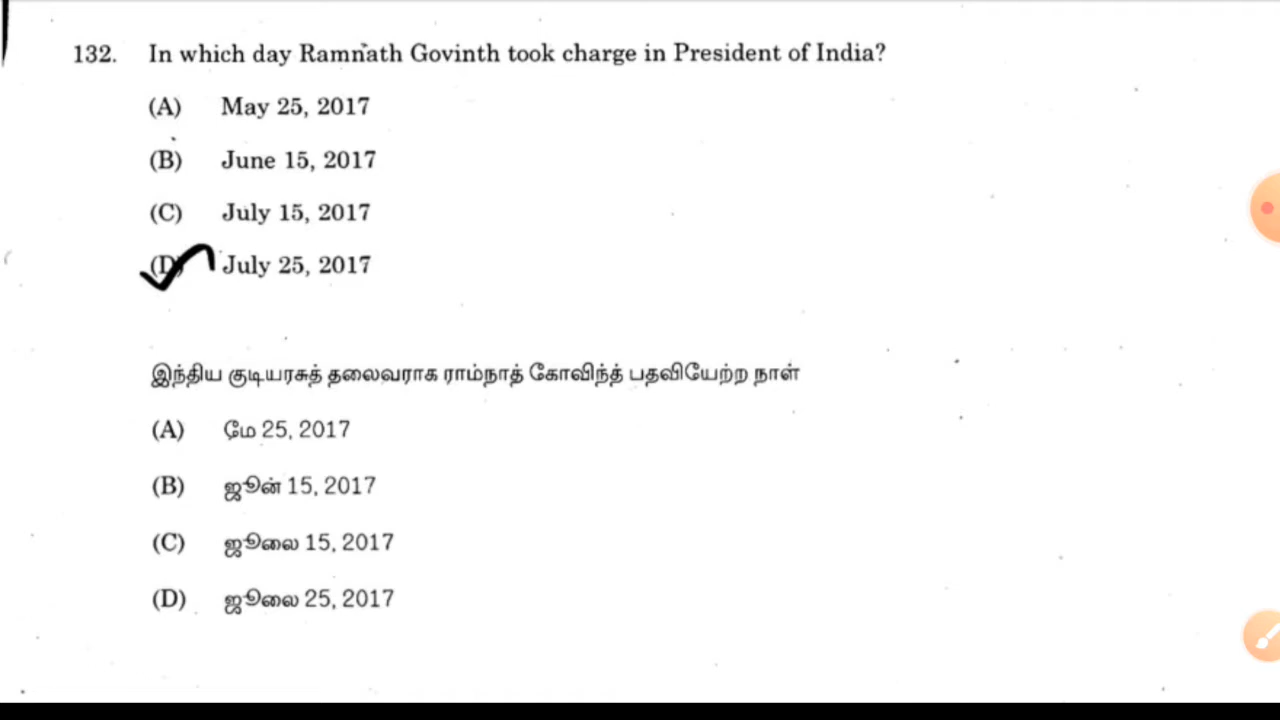 132. In which day Ramnath Govinth took charge in President of India?
(A) May 25, 2017
(B) June 15, 2017
(C) July 15, 2017
(D) July 25, 2017
இந்திய குடியரசுத் தலைவராக ராம்நாத் கோவிந்த் பதவியேற்ற நாள்
(A) மே 25, 2017
(B) ஜூன் 15, 2017
(C) ஜூலை 15, 2017
(D) ஜூலை 25, 2017